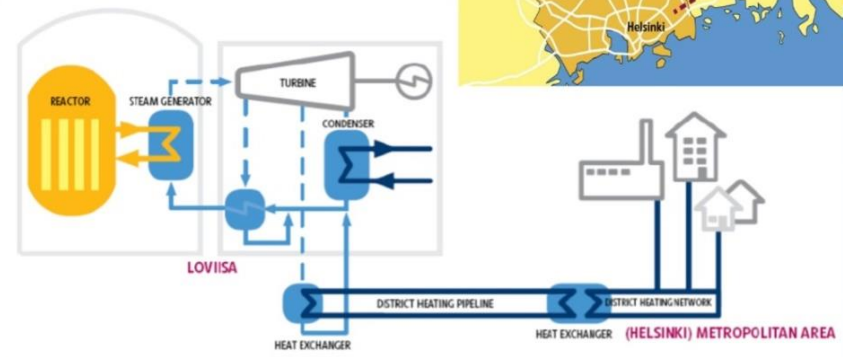 Helsinki
REACTOR
STEAM GENERATOR
TURBINE
CONDENSER
LOVIISA
DISTRICT HEATING PIPELINE
DISTRICT HEATING NETWORK
HEAT EXCHANGER
HEAT EXCHANGER
(HELSINKI) METROPOLITAN AREA